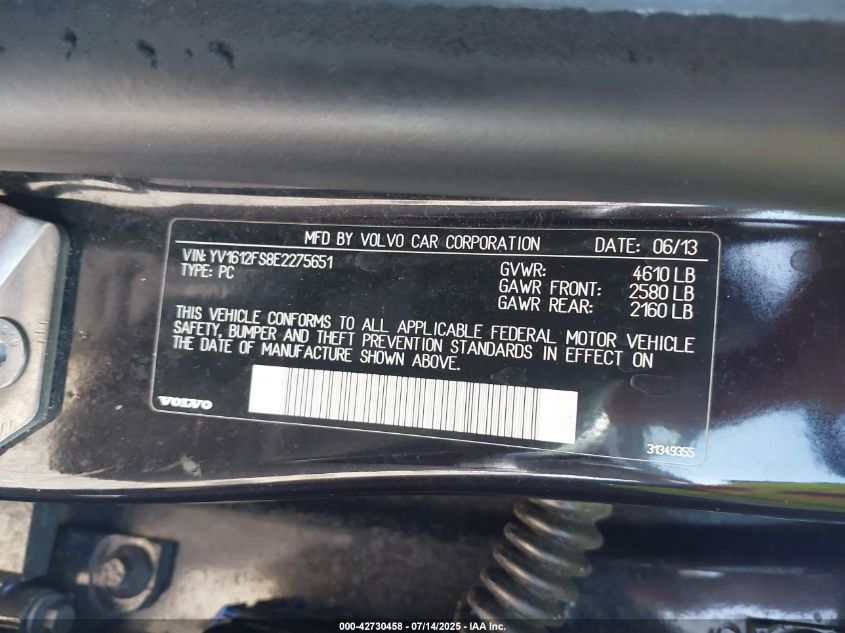 MFD BY VOLVO CAR CORPORATION DATE: 06/13
VIN: YV1612FS8E2275651
TYPE: PC
GVWR: 4610 LB
GAWR FRONT: 2580 LB
GAWR REAR: 2160 LB
THIS VEHICLE CONFORMS TO ALL APPLICABLE FEDERAL MOTOR VEHICLE
SAFETY, BUMPER AND THEFT PREVENTION STANDARDS IN EFFECT ON
THE DATE OF MANUFACTURE SHOWN ABOVE.
VOLVO
31349355
000-42730458 - 07/14/2025 - IAA Inc.